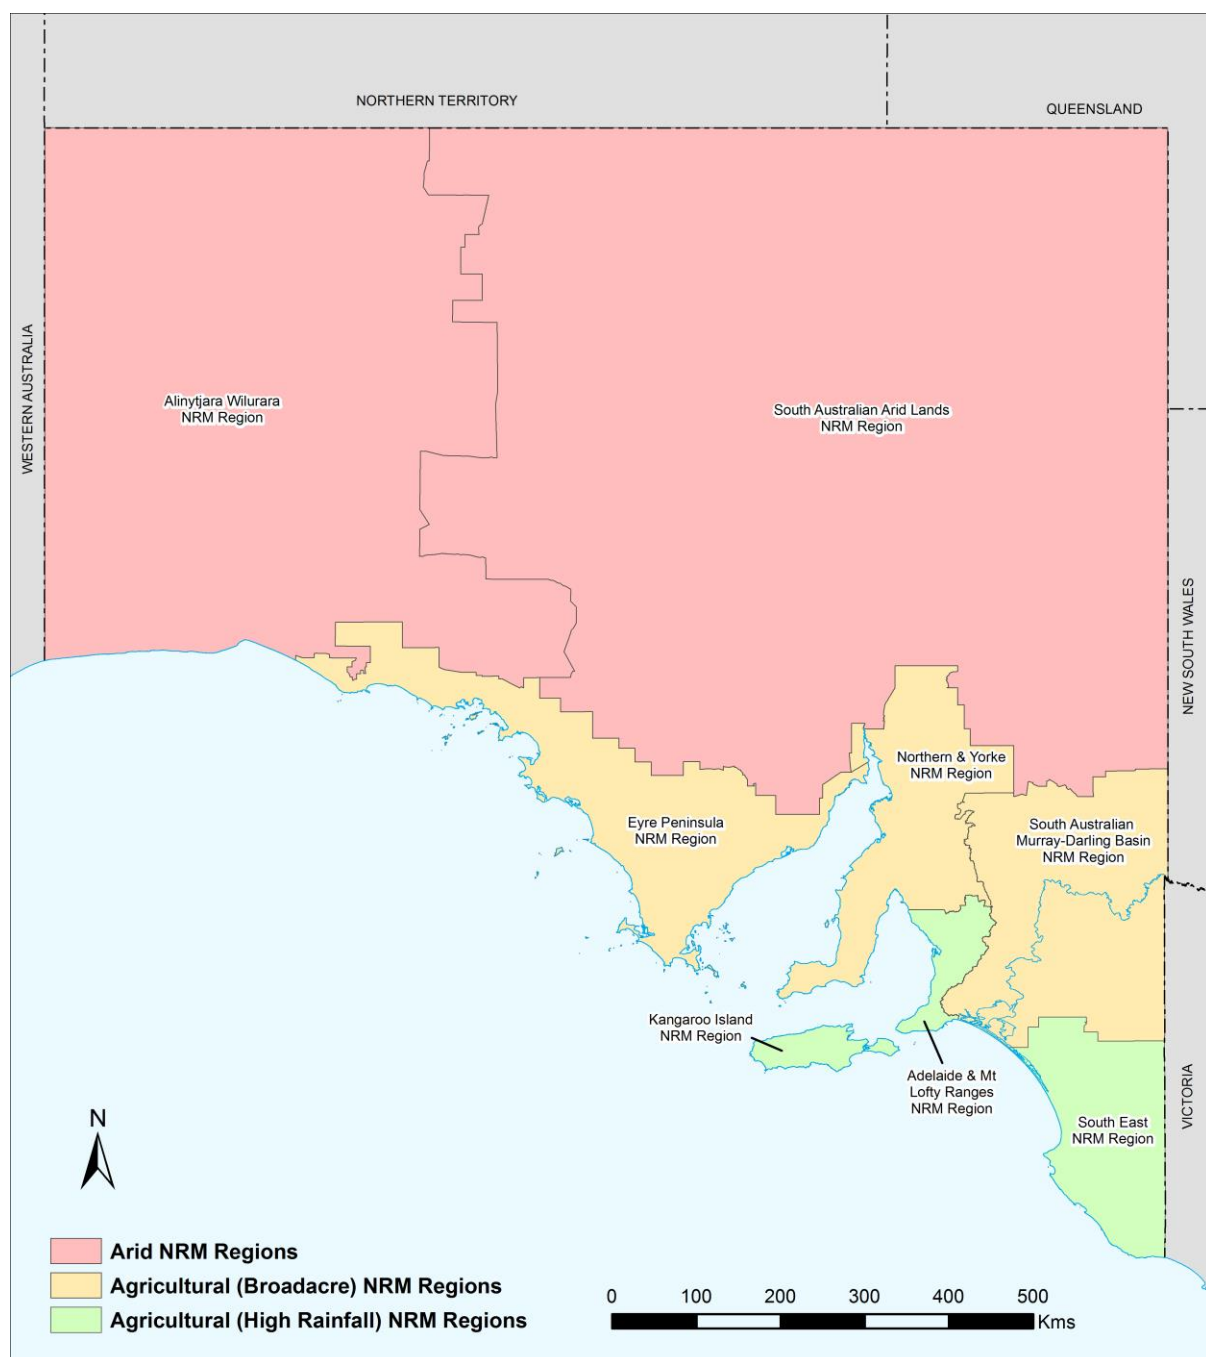 NORTHERN TERRITORY
QUEENSLAND
WESTERN AUSTRALIA
Alinytjara Wilurara
NRM Region
South Australian Arid Lands
NRM Region
NEW SOUTH WALES
Northern & Yorke
NRM Region
Eyre Peninsula
NRM Region
South Australian
Murray-Darling Basin
NRM Region
Kangaroo Island
NRM Region
Adelaide & Mt
Lofty Ranges
NRM Region
South East
NRM Region
VICTORIA
N
Arid NRM Regions
Agricultural (Broadacre) NRM Regions
Agricultural (High Rainfall) NRM Regions
0 100 200 300 400 500
Kms